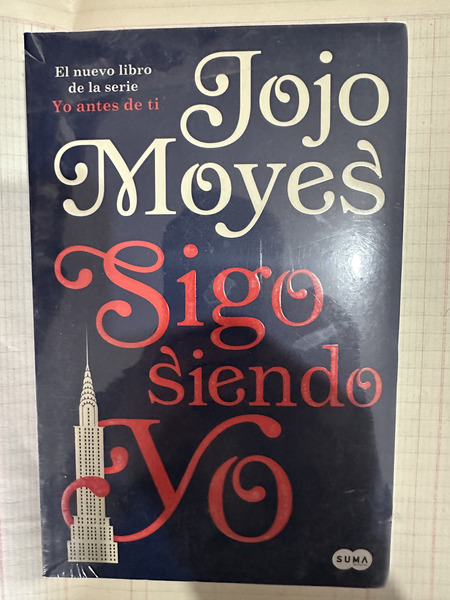 El nuevo libro
de la serie
Yo antes de ti
Jojo
Moyes
Sigo
siendo
Yo
SUMA